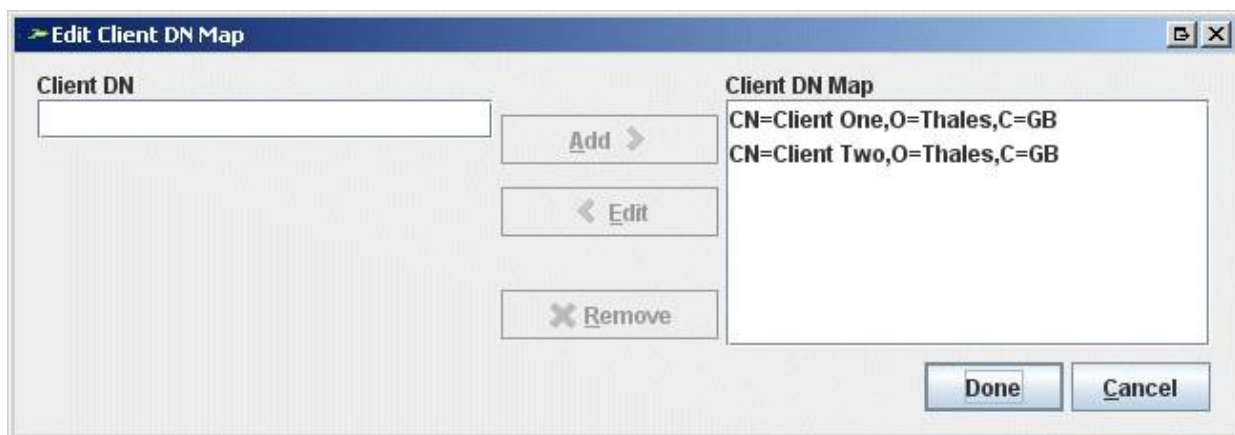 Edit Client DN Map
Client DN
Client DN Map
CN=Client One,O=Thales,C=GB
CN=Client Two,O=Thales,C=GB
Add
Edit
Remove
Done
Cancel